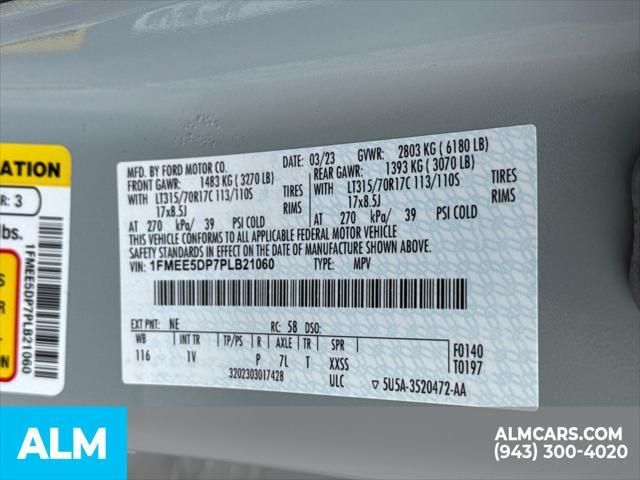 ATION
R: 3
lbs.
1FMEE5DP7PLB21060
MFD. BY FORD MOTOR CO.
DATE: 03/23 GVWR: 2803 KG ( 6180 LB)
FRONT GAWR: 1483 KG ( 3270 LB) REAR GAWR: 1393 KG ( 3070 LB)
WITH LT315/70R17C 113/110S TIRES WITH LT315/70R17C 113/110S TIRES
17x8.5J RIMS 17x8.5J RIMS
AT 270 kPa/ 39 PSI COLD AT 270 kPa/ 39 PSI COLD
THIS VEHICLE CONFORMS TO ALL APPLICABLE FEDERAL MOTOR VEHICLE
SAFETY STANDARDS IN EFFECT ON THE DATE OF MANUFACTURE SHOWN ABOVE.
VIN: 1FMEE5DP7PLB21060 TYPE: MPV
EXT PNT: NE RC: 58 DSO:
WB INT TR TP/PS R AXLE TR SPR
116 1V P 7L T XXSS
F0140
T0197
3202303017428 ULC 5U5A-3520472-AA
ALM
ALMCARS.COM
(943) 300-4020